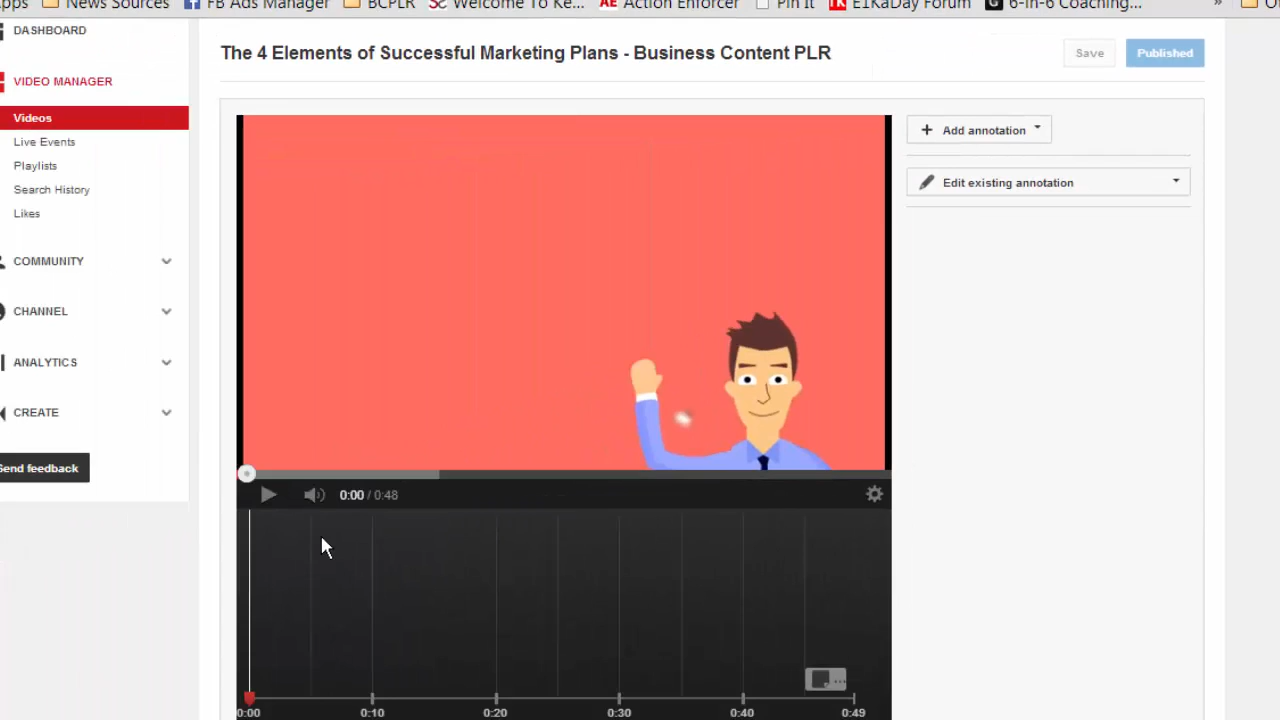 Apps News Sources FB Ads Manager BCPLR Welcome To Ke... AE Action Enforcer Pin It 1K E1KaDay Forum G 6-in-6 Coaching... »
DASHBOARD
The 4 Elements of Successful Marketing Plans - Business Content PLR
Save
Published
VIDEO MANAGER
Videos
Live Events
Playlists
Search History
Likes
COMMUNITY
CHANNEL
ANALYTICS
CREATE
Send feedback
+ Add annotation
Edit existing annotation
0:00 / 0:48
0:00 0:10 0:20 0:30 0:40 0:49